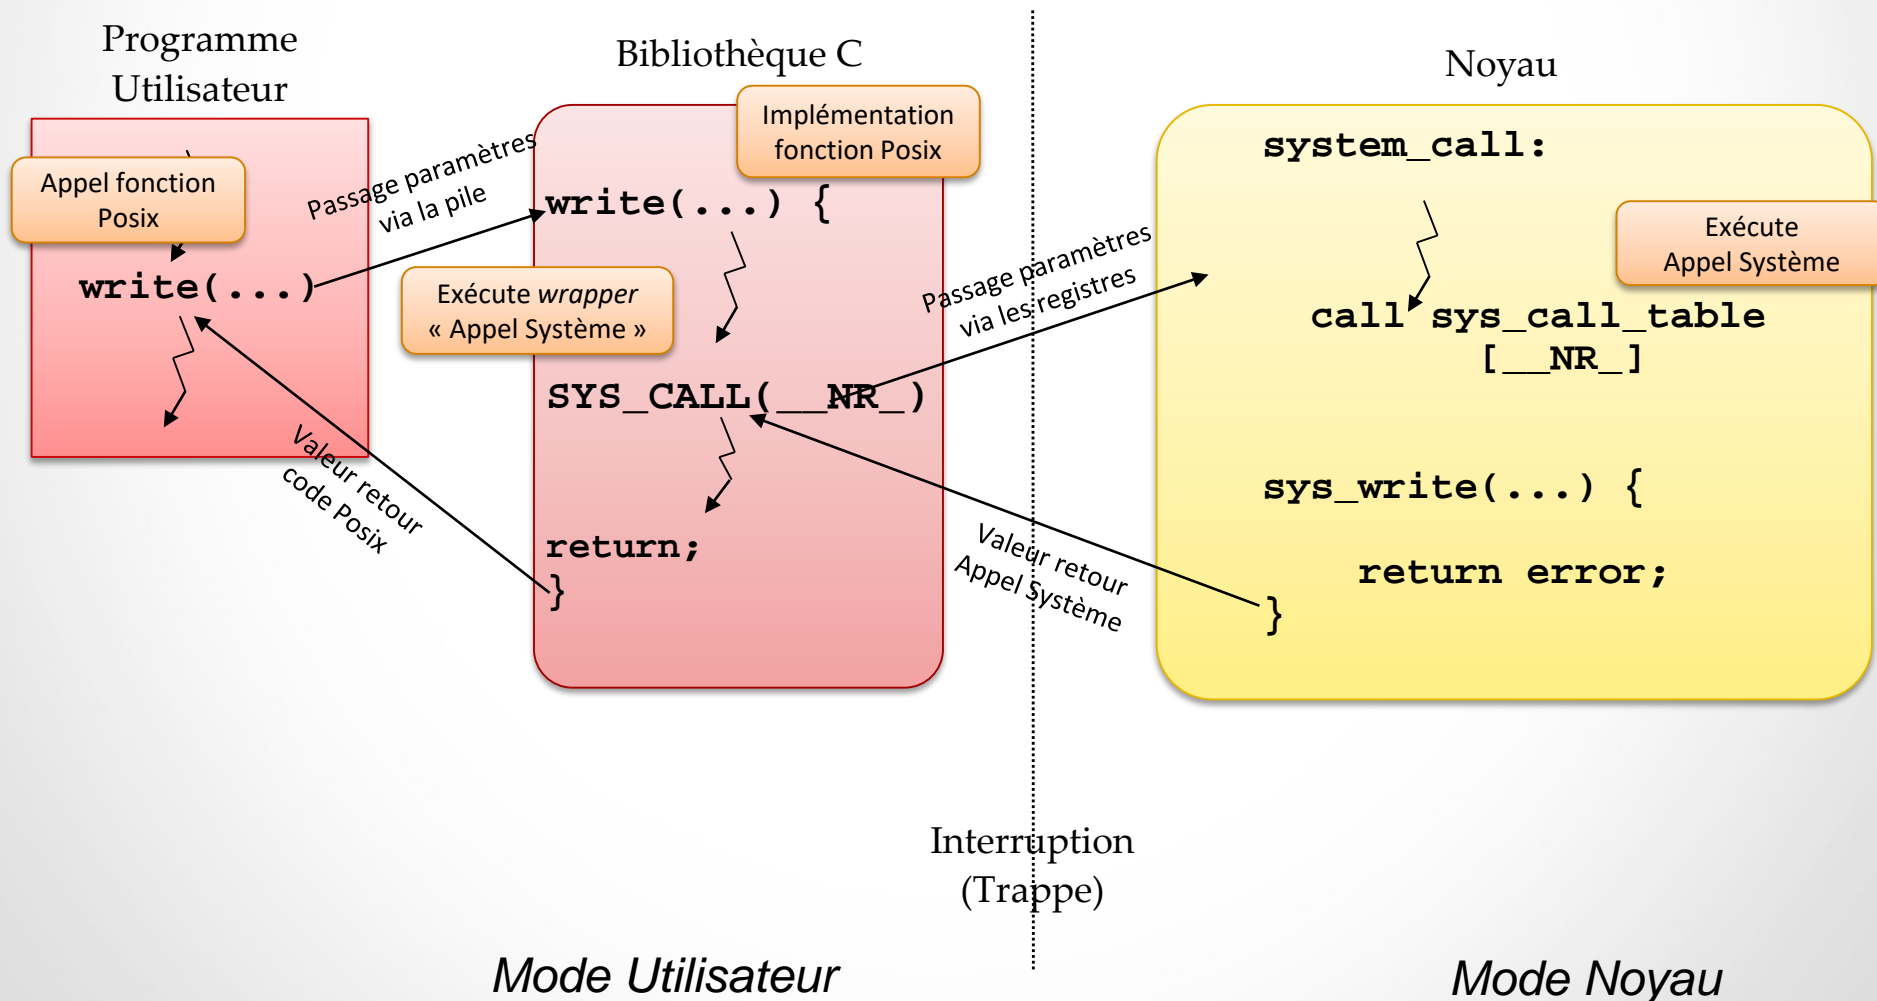 Programme
Utilisateur
Appel fonction
Posix
write(...)
Passage paramètres
via la pile
Valeur retour
code Posix
Bibliothèque C
Implémentation
fonction Posix
write(...) {
Exécute wrapper
« Appel Système »
SYS_CALL(__NR_)
return;
}
Passage paramètres
via les registres
Valeur retour
Appel Système
Noyau
system_call:
Exécute
Appel Système
call sys_call_table
[__NR_]
sys_write(...) {
return error;
}
Interruption
(Trappe)
Mode Utilisateur
Mode Noyau